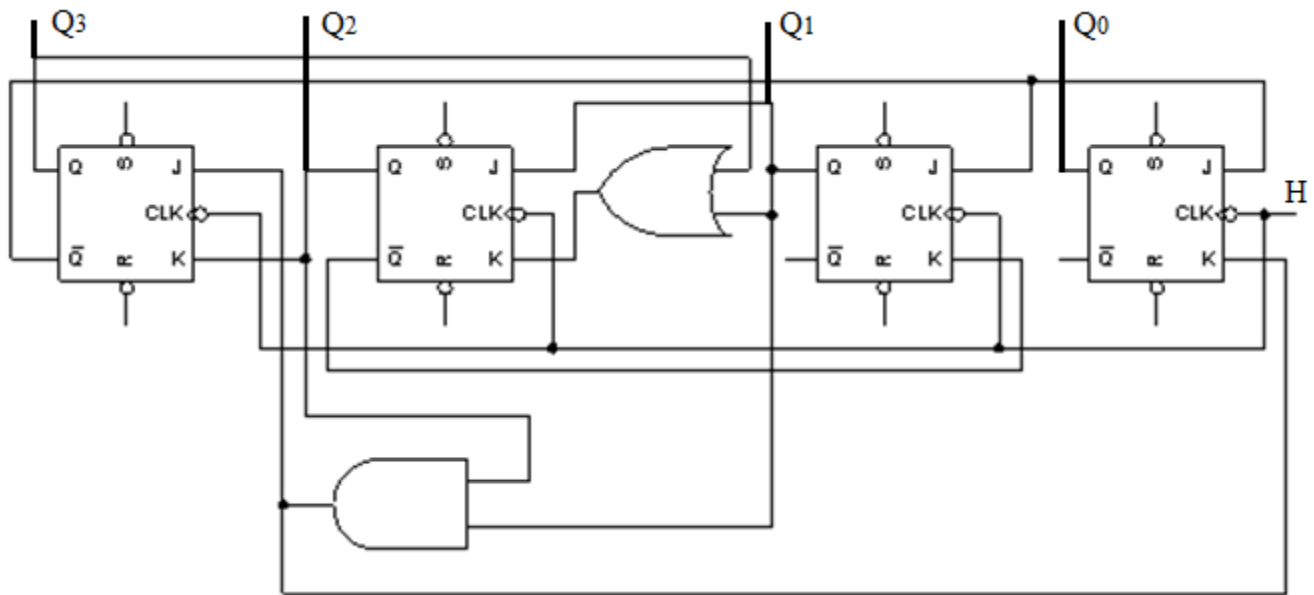 Q3 Q2 Q1 Q0
Q S J Q S J Q S J Q S J
CLK CLK CLK CLK H
Q̅ R K Q̅ R K Q̅ R K Q̅ R K